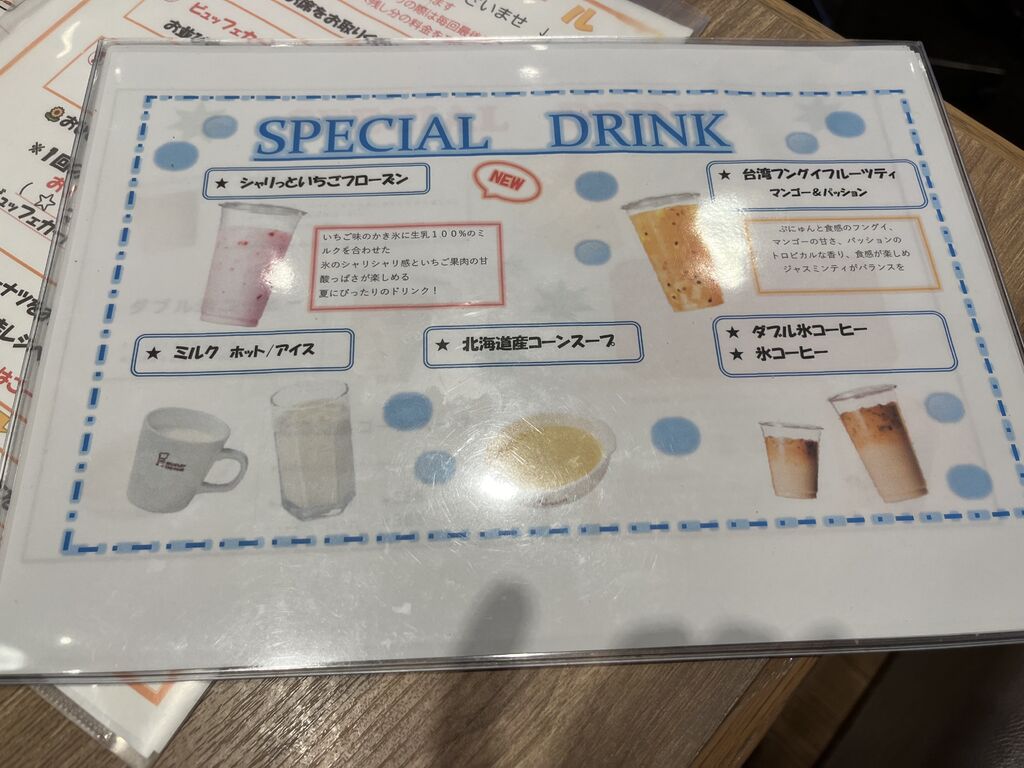 ビュッフェカ
SPECIAL DRINK
★ シャリっといちごフローズン
NEW
★ 台湾フングイフルーツティ
マンゴー＆パッション
いちご味のかき氷に生乳１００％のミ
ルクを合わせた
氷のシャリシャリ感といちご果肉の甘
酸っぱさが楽しめる
夏にぴったりのドリンク！
ぷにゅんと食感のフングイ、
マンゴーの甘さ、パッションの
トロピカルな香り、食感が楽しめ
ジャスミンティがバランスを
★ ミルク ホット/アイス
★ 北海道産コーンスープ
★ ダブル氷コーヒー
★ 氷コーヒー